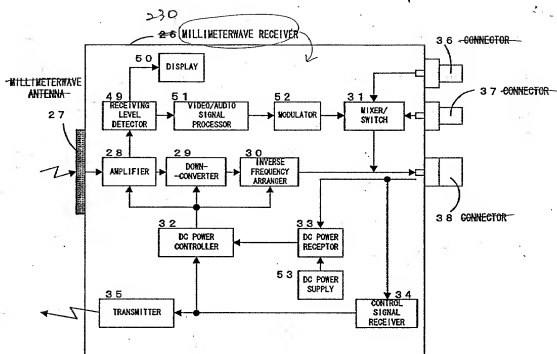 230
26 MILLIMETERWAVE RECEIVER
36 CONNECTOR
50
DISPLAY
MILLIMETERWAVE
ANTENNA
27
49
RECEIVING
LEVEL
DETECTOR
51
VIDEO/AUDIO
SIGNAL
PROCESSOR
52
MODULATOR
31
MIXER/
SWITCH
37 CONNECTOR
28
AMPLIFIER
29
DOWN-
-CONVERTER
30
INVERSE
FREQUENCY
ARRANGER
38 CONNECTOR
32
DC POWER
CONTROLLER
33
DC POWER
RECEPTOR
53
DC POWER
SUPPLY
35
TRANSMITTER
34
CONTROL
SIGNAL
RECEIVER